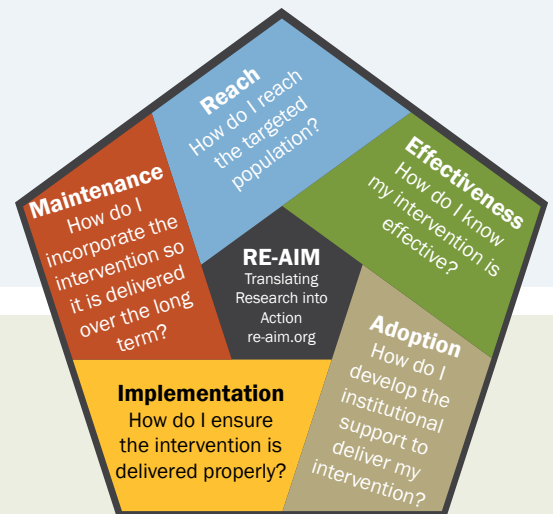 Reach
How do I reach
the targeted
population?
Effectiveness
How do I know
my intervention is
effective?
Adoption
How do I
develop the
institutional
support to
deliver my
intervention?
Implementation
How do I ensure
the intervention is
delivered properly?
Maintenance
How do I
incorporate the
intervention so
it is delivered
over the long
term?
RE-AIM
Translating
Research into
Action
re-aim.org